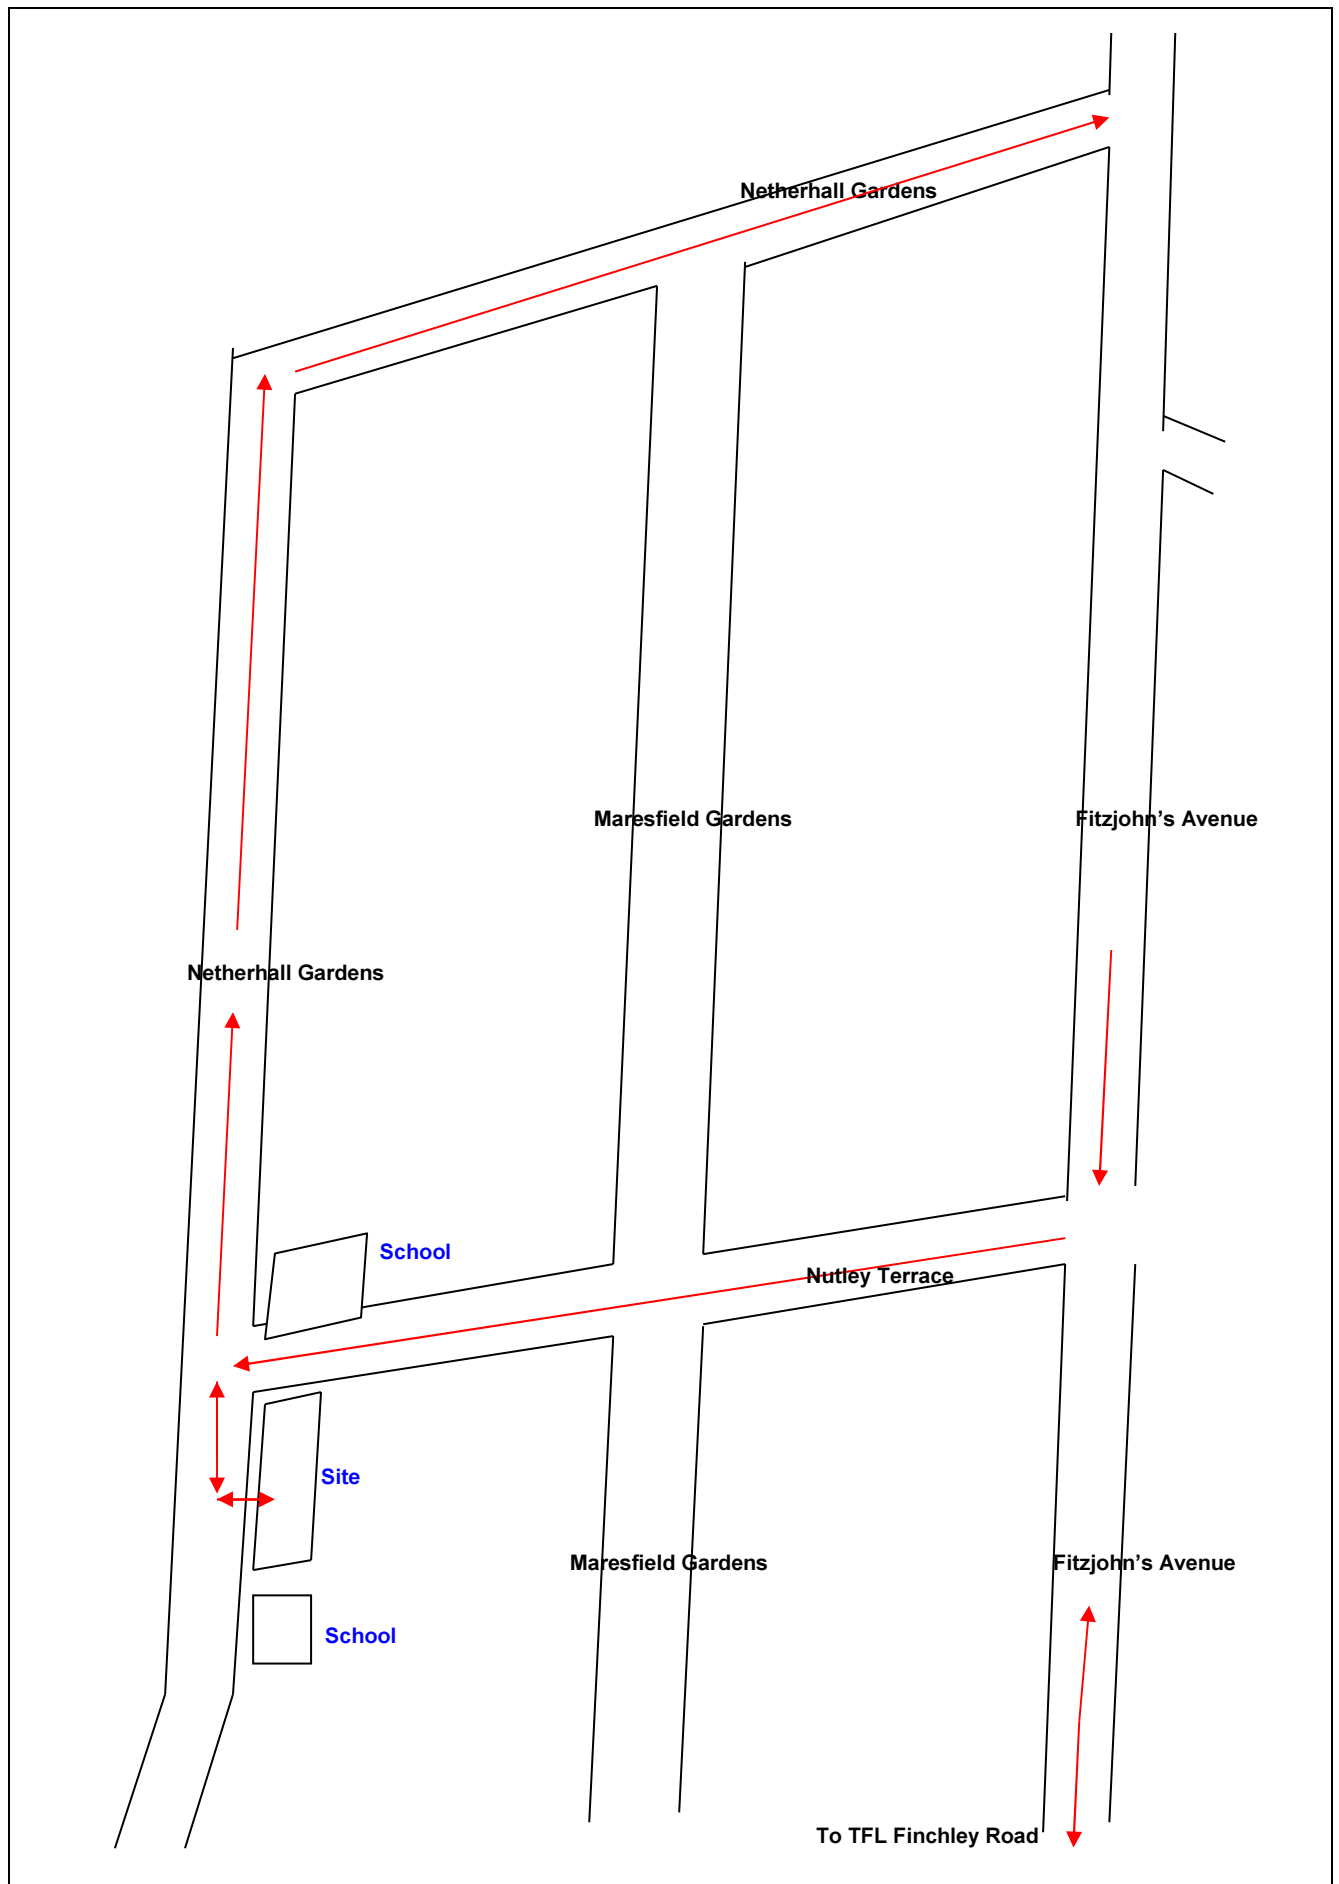 Netherhall Gardens
Maresfield Gardens
Fitzjohn’s Avenue
Netherhall Gardens
School
Nutley Terrace
Site
Maresfield Gardens
Fitzjohn’s Avenue
School
To TFL Finchley Road